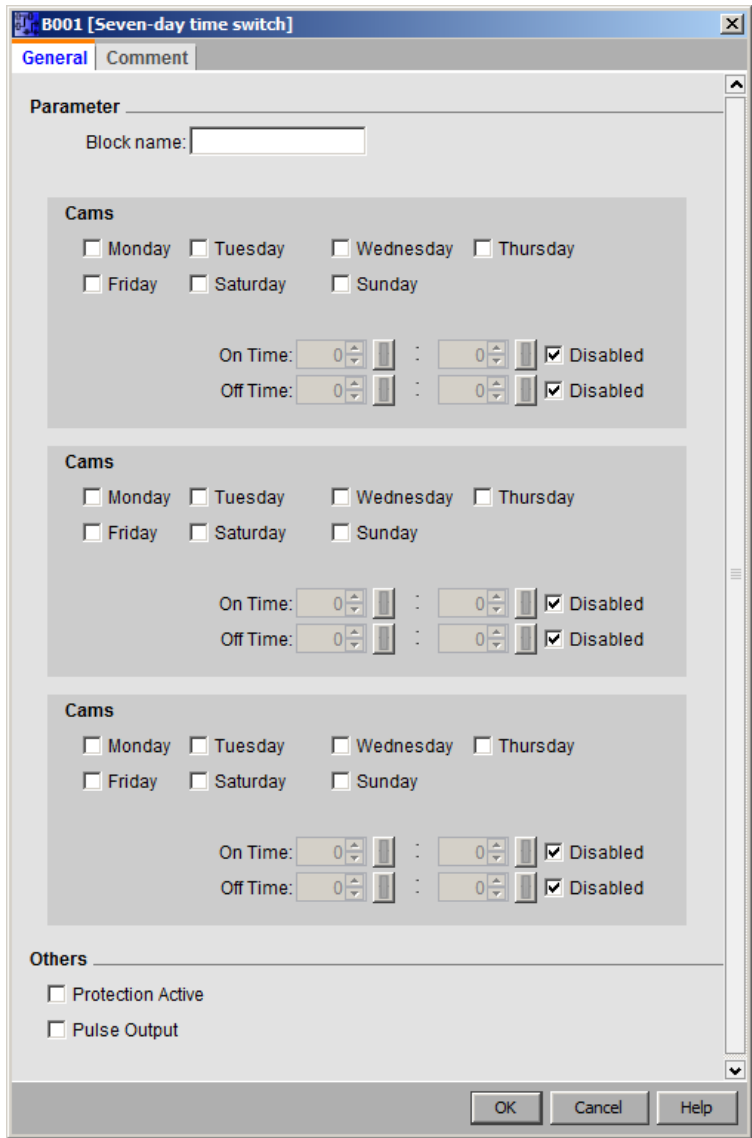 B001 [Seven-day time switch]
General Comment
Parameter
Block name:
Cams
Monday Tuesday Wednesday Thursday
Friday Saturday Sunday
On Time: 0 : 0 Disabled
Off Time: 0 : 0 Disabled
Cams
Monday Tuesday Wednesday Thursday
Friday Saturday Sunday
On Time: 0 : 0 Disabled
Off Time: 0 : 0 Disabled
Cams
Monday Tuesday Wednesday Thursday
Friday Saturday Sunday
On Time: 0 : 0 Disabled
Off Time: 0 : 0 Disabled
Others
Protection Active
Pulse Output
OK Cancel Help